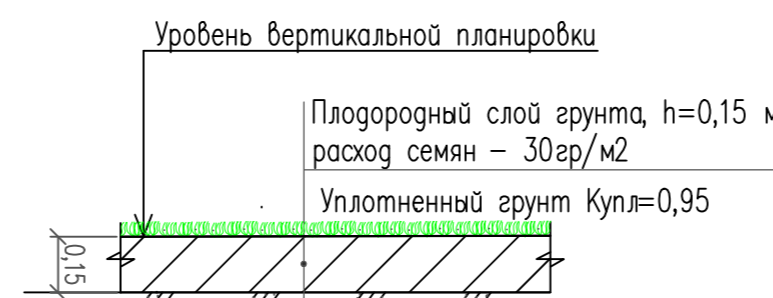 Уровень вертикальной планировки
Плодородный слой грунта, h=0,15 м
расход семян – 30гр/м2
Уплотненный грунт Купл=0,95
0,15